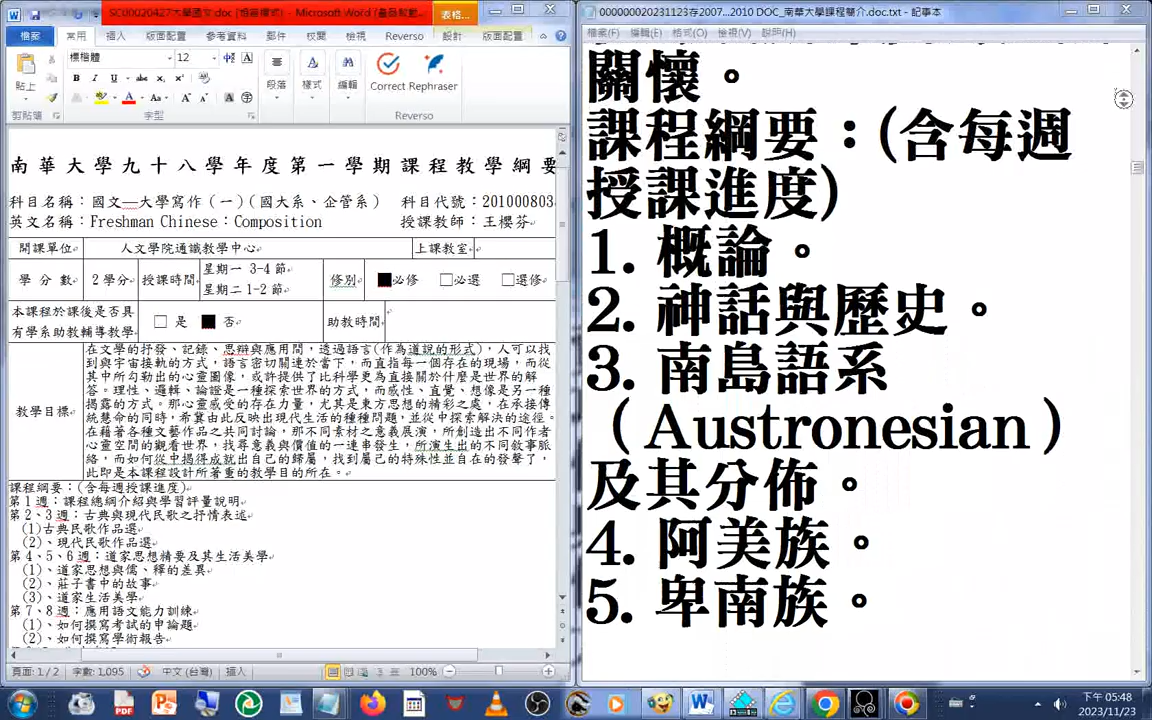 SC00020427大學國文.doc [相容模式] - Microsoft Word (產品啟動...
表格...
000000020231123存2007...2010 DOC_南華大學課程簡介.doc.txt - 記事本
檔案 常用 插入 版面配置 參考資料 郵件 校閱 檢視 Reverso 設計 版面配置
檔案(F) 編輯(E) 格式(O) 檢視(V) 說明(H)
標楷體 12
貼上 段落 樣式 編輯 Correct Rephraser
剪貼簿 字型 Reverso
南華大學九十八學年度第一學期課程教學綱要
科目名稱：國文—大學寫作(一)(國大系、企管系) 科目代號：201000803
英文名稱：Freshman Chinese：Composition 授課教師：王櫻芬
開課單位 人文學院通識教學中心 上課教室
學 分 數 2學分 授課時間 星期一 3-4節
星期二 1-2節
修別 ■必修 □必選 □選修
本課程於課後是否具
有學系助教輔導教學
□ 是 ■ 否 助教時間
教學目標
在文學的抒發、記錄、思辯與應用間，透過語言(作為道說的形式)，人可以找
到與宇宙接軌的方式，語言密切關連於當下，而直指每一個存在的現場，而從
其中所勾勒出的心靈圖像，或許提供了比科學更為直接關於什麼是世界的解
答。理性、邏輯、論證是一種探索世界的方式，而感性、直覺、想像是另一種
揭露的方式。那心靈感受的存在力量，尤其是東方思想的精彩之處，在承接傳
統慧命的同時，希冀由此反映出現代生活的種種問題，並從中探索解決的途徑。
在藉著各種文藝作品之共同討論，那不同素材之意義展演，所創造出不同作者
心靈空間的觀看世界，找尋意義與價值的一連串發生，所演生出的不同敘事脈
絡，而如何從中揭得成就出自己的歸屬，找到屬己的特殊性並自在的發聲了，
此即是本課程設計所著重的教學目的所在。
課程綱要：(含每週授課進度)
第1週：課程總綱介紹與學習評量說明
第2、3週：古典與現代民歌之抒情表述
(1)古典民歌作品選
(2)、現代民歌作品選
第4、5、6週：道家思想精要及其生活美學
(1)、道家思想與儒、釋的差異
(2)、莊子書中的故事
(3)、道家生活美學
第7、8週：應用語文能力訓練
(1)、如何撰寫考試的申論題
(2)、如何撰寫學術報告
頁面：1/2 字數：1,095 中文(台灣) 插入 100%
關懷。
課程綱要：(含每週
授課進度)
1. 概論。
2. 神話與歷史。
3. 南島語系
（Austronesian）
及其分佈。
4. 阿美族。
5. 卑南族。
下午 05:48
2023/11/23